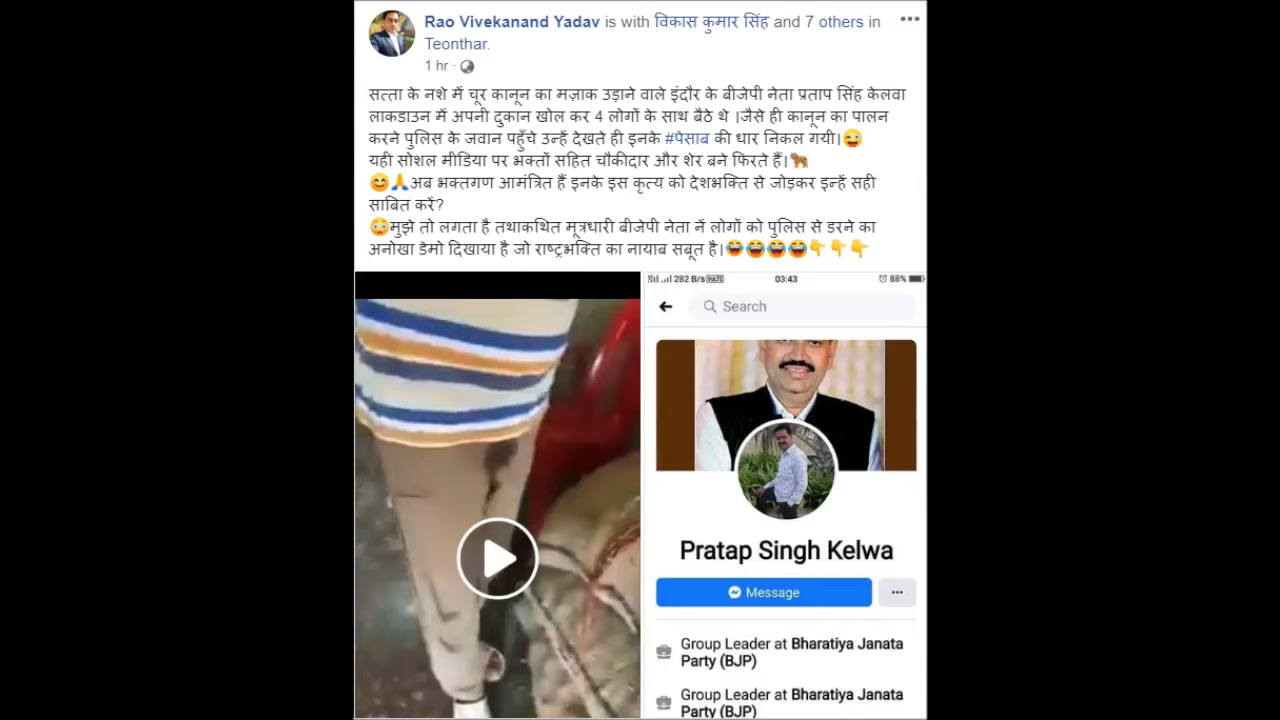 Rao Vivekanand Yadav is with विकास कुमार सिंह and 7 others in
Teonthar.
1 hr ·
सत्ता के नशे में चूर कानून का मज़ाक उड़ाने वाले इंदौर के बीजेपी नेता प्रताप सिंह केलवा
लाकडाउन में अपनी दुकान खोल कर 4 लोगों के साथ बैठे थे ।जैसे ही कानून का पालन
करने पुलिस के जवान पहुँचे उन्हें देखते ही इनके #पेसाब की धार निकल गयी।😜
यही सोशल मीडिया पर भक्तों सहित चौकीदार और शेर बने फिरते हैं।🐅
😊🙏अब भक्तगण आमंत्रित हैं इनके इस कृत्य को देशभक्ति से जोड़कर इन्हें सही
साबित करें?
😳मुझे तो लगता है तथाकथित मूत्रधारी बीजेपी नेता नें लोगों को पुलिस से डरने का
अनोखा डेमो दिखाया है जो राष्ट्रभक्ति का नायाब सबूत है।😂😂😂😂👇👇👇
282 B/s VoLTE 03:43 88%
Search
Pratap Singh Kelwa
Message
Group Leader at Bharatiya Janata
Party (BJP)
Group Leader at Bharatiya Janata
Party (BJP)